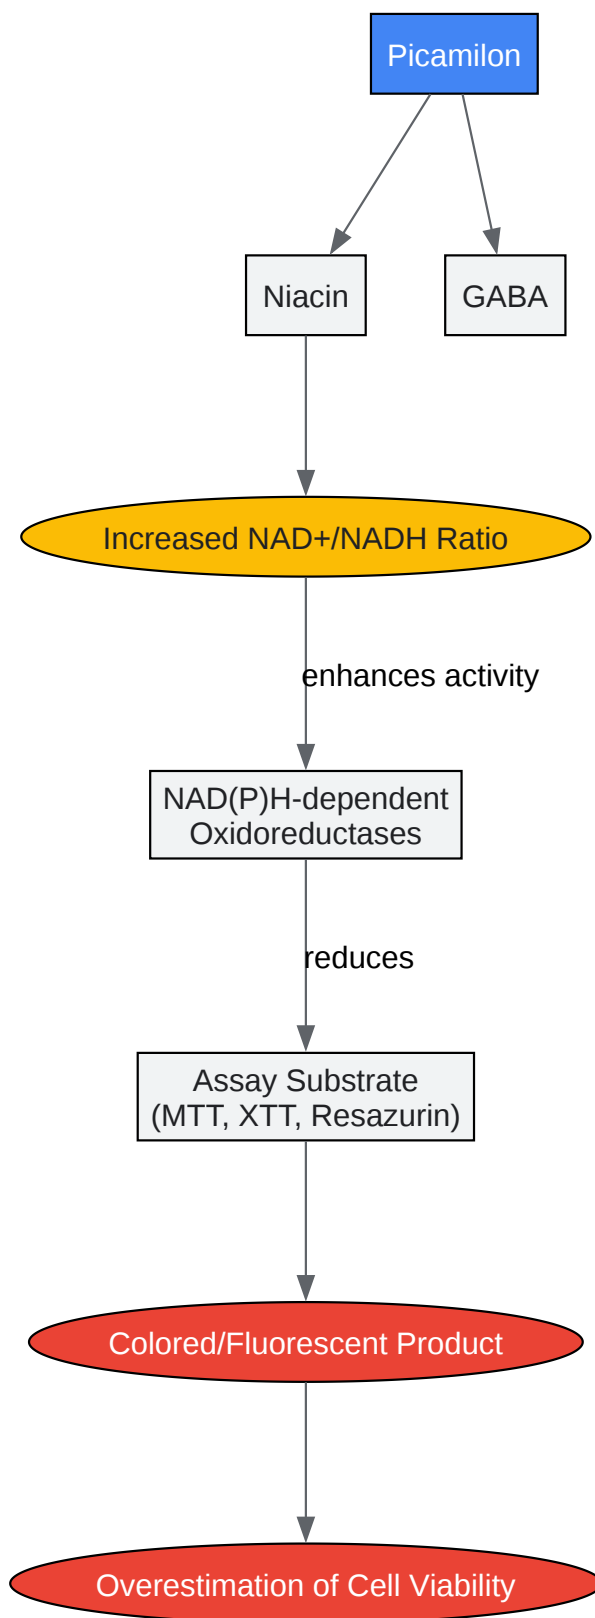 Picamilon
Niacin
GABA
Increased NAD+/NADH Ratio
enhances activity
NAD(P)H-dependent
Oxidoreductases
reduces
Assay Substrate
(MTT, XTT, Resazurin)
Colored/Fluorescent Product
Overestimation of Cell Viability